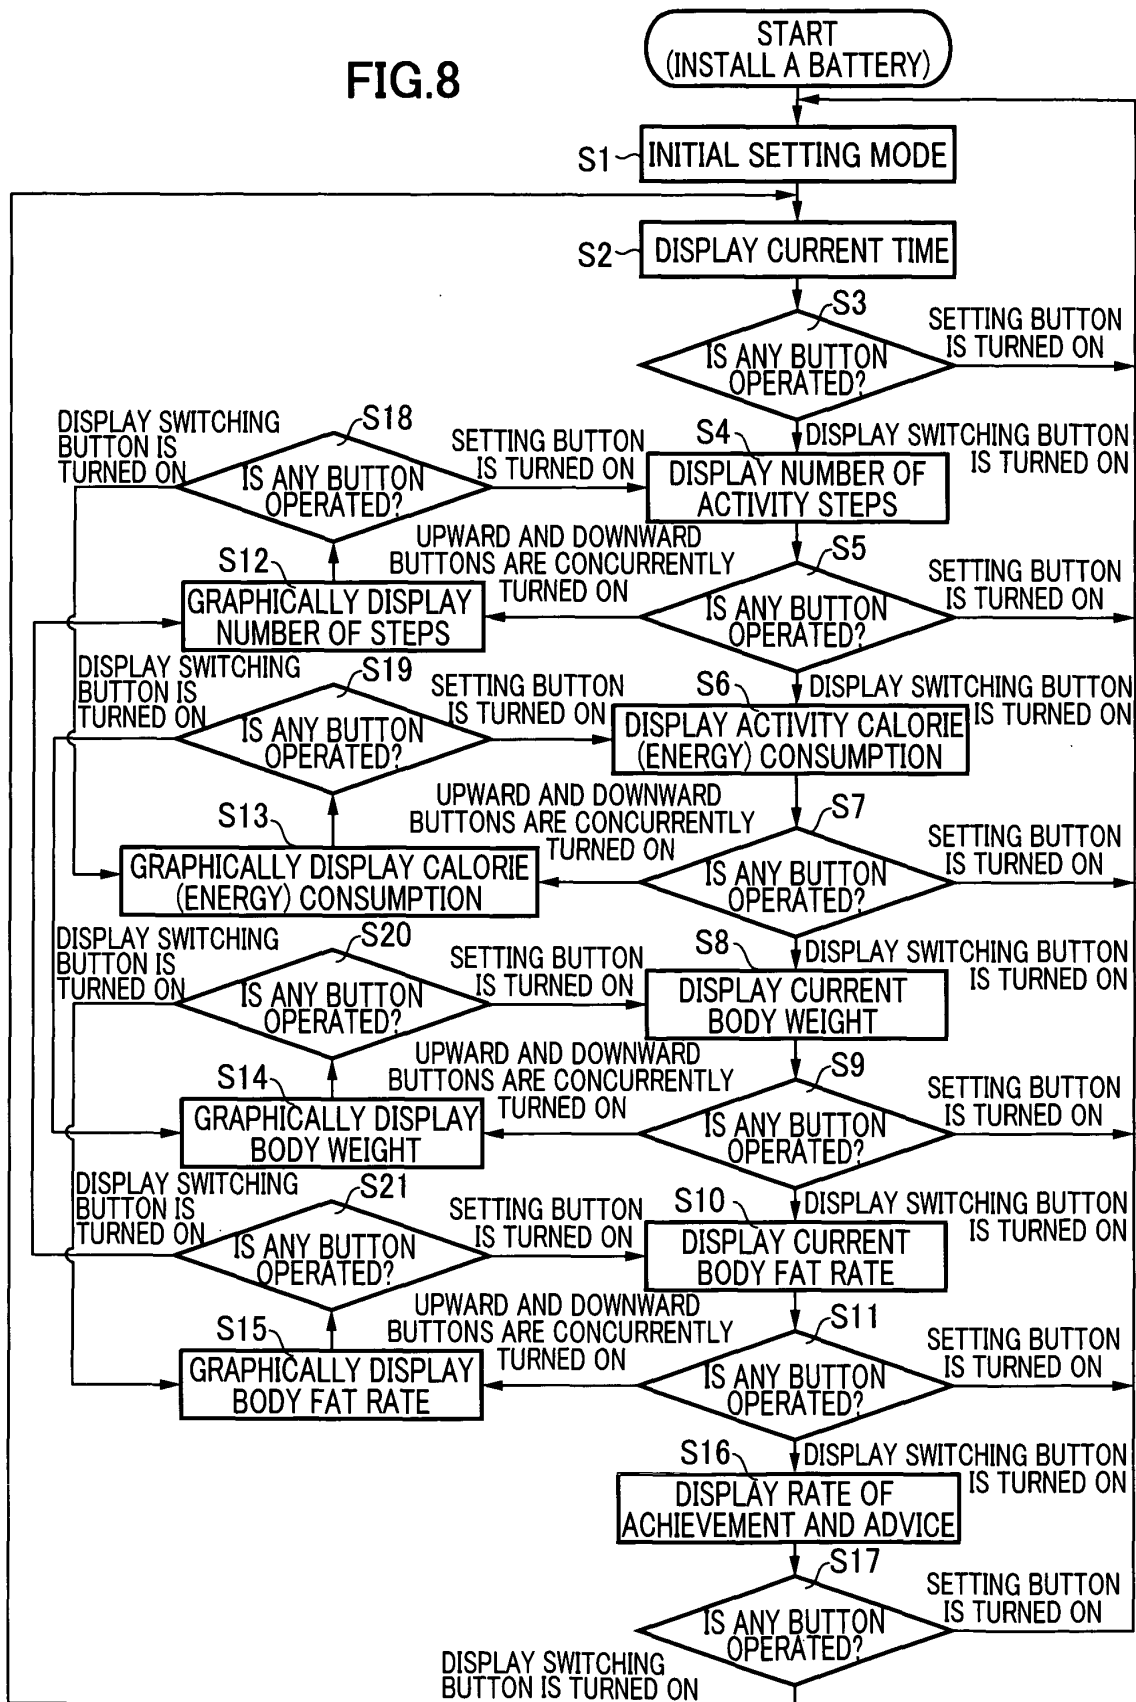 FIG.8
START
(INSTALL A BATTERY)
S1
INITIAL SETTING MODE
S2
DISPLAY CURRENT TIME
S3
IS ANY BUTTON
OPERATED?
SETTING BUTTON
IS TURNED ON
DISPLAY SWITCHING BUTTON
IS TURNED ON
DISPLAY SWITCHING
BUTTON IS
TURNED ON
S18
IS ANY BUTTON
OPERATED?
SETTING BUTTON
IS TURNED ON
S4
DISPLAY NUMBER OF
ACTIVITY STEPS
UPWARD AND DOWNWARD
BUTTONS ARE CONCURRENTLY
TURNED ON
S12
GRAPHICALLY DISPLAY
NUMBER OF STEPS
S5
IS ANY BUTTON
OPERATED?
SETTING BUTTON
IS TURNED ON
DISPLAY SWITCHING BUTTON
IS TURNED ON
DISPLAY SWITCHING
BUTTON IS
TURNED ON
S19
IS ANY BUTTON
OPERATED?
SETTING BUTTON
IS TURNED ON
S6
DISPLAY ACTIVITY CALORIE
(ENERGY) CONSUMPTION
UPWARD AND DOWNWARD
BUTTONS ARE CONCURRENTLY
TURNED ON
S13
GRAPHICALLY DISPLAY CALORIE
(ENERGY) CONSUMPTION
S7
IS ANY BUTTON
OPERATED?
SETTING BUTTON
IS TURNED ON
DISPLAY SWITCHING BUTTON
IS TURNED ON
DISPLAY SWITCHING
BUTTON IS
TURNED ON
S20
IS ANY BUTTON
OPERATED?
SETTING BUTTON
IS TURNED ON
S8
DISPLAY CURRENT
BODY WEIGHT
UPWARD AND DOWNWARD
BUTTONS ARE CONCURRENTLY
TURNED ON
S14
GRAPHICALLY DISPLAY
BODY WEIGHT
S9
IS ANY BUTTON
OPERATED?
SETTING BUTTON
IS TURNED ON
DISPLAY SWITCHING BUTTON
IS TURNED ON
DISPLAY SWITCHING
BUTTON IS
TURNED ON
S21
IS ANY BUTTON
OPERATED?
SETTING BUTTON
IS TURNED ON
S10
DISPLAY CURRENT
BODY FAT RATE
UPWARD AND DOWNWARD
BUTTONS ARE CONCURRENTLY
TURNED ON
S15
GRAPHICALLY DISPLAY
BODY FAT RATE
S11
IS ANY BUTTON
OPERATED?
SETTING BUTTON
IS TURNED ON
DISPLAY SWITCHING BUTTON
IS TURNED ON
S16
DISPLAY RATE OF
ACHIEVEMENT AND ADVICE
S17
IS ANY BUTTON
OPERATED?
SETTING BUTTON
IS TURNED ON
DISPLAY SWITCHING
BUTTON IS TURNED ON